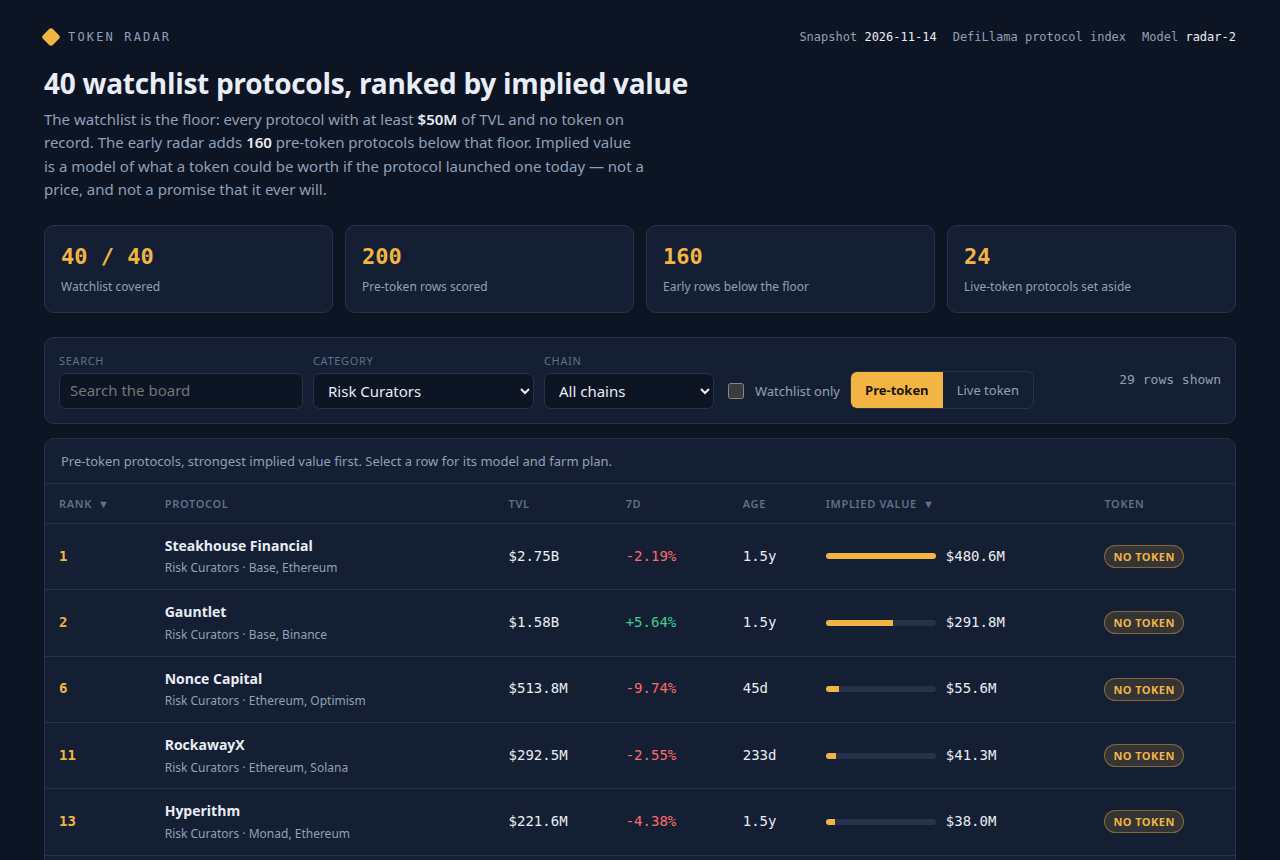 TOKEN RADAR
Snapshot 2026-11-14 DefiLlama protocol index Model radar-2
40 watchlist protocols, ranked by implied value
The watchlist is the floor: every protocol with at least $50M of TVL and no token on
record. The early radar adds 160 pre-token protocols below that floor. Implied value
is a model of what a token could be worth if the protocol launched one today — not a
price, and not a promise that it ever will.
40 / 40
Watchlist covered
200
Pre-token rows scored
160
Early rows below the floor
24
Live-token protocols set aside
SEARCH
Search the board
CATEGORY
Risk Curators
CHAIN
All chains
Watchlist only
Pre-token
Live token
29 rows shown
Pre-token protocols, strongest implied value first. Select a row for its model and farm plan.
RANK ▼ PROTOCOL TVL 7D AGE IMPLIED VALUE ▼ TOKEN
1 Steakhouse Financial $2.75B -2.19% 1.5y $480.6M NO TOKEN
Risk Curators · Base, Ethereum
2 Gauntlet $1.58B +5.64% 1.5y $291.8M NO TOKEN
Risk Curators · Base, Binance
6 Nonce Capital $513.8M -9.74% 45d $55.6M NO TOKEN
Risk Curators · Ethereum, Optimism
11 RockawayX $292.5M -2.55% 233d $41.3M NO TOKEN
Risk Curators · Ethereum, Solana
13 Hyperithm $221.6M -4.38% 1.5y $38.0M NO TOKEN
Risk Curators · Monad, Ethereum